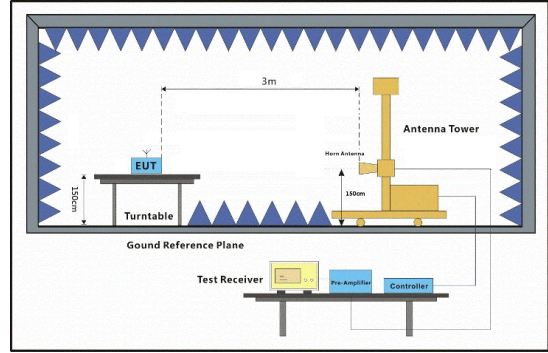 3m
Antenna Tower
Horn Antenna
EUT
150cm
150cm
Turntable
Gound Reference Plane
Test Receiver
Pre-Amplifier
Controller